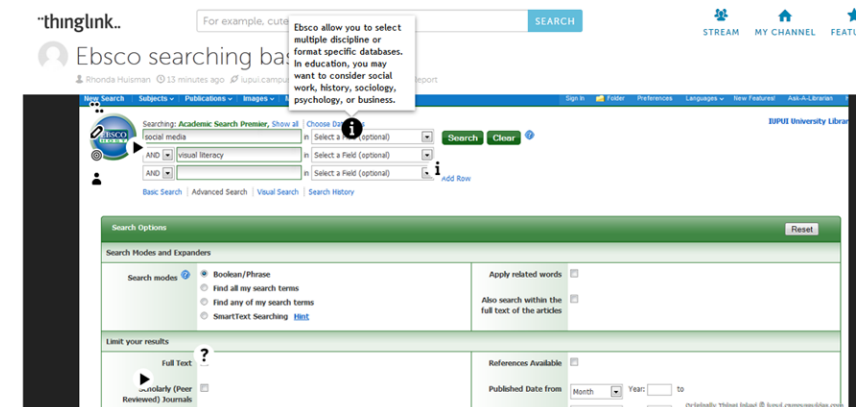 thinglink..
For example, cute
SEARCH
STREAM
MY CHANNEL
Ebsco searching bas
Rhonda Huisman 13 minutes ago iupui.campu
eport
Ebsco allow you to select
multiple discipline or
format specific databases.
In education, you may
want to consider social
work, history, sociology,
psychology, or business.
New Search Subjects Publications Images
Sign In Folder Preferences Languages New Features! Ask-A-Librarian
Searching: Academic Search Premier, Show all Choose Dat
IUPUI University Librar
EBSCO
HOST
social media in Select a Field (optional) Search Clear
AND visual literacy in Select a Field (optional)
AND in Select a Field (optional) Add Row
Basic Search Advanced Search Visual Search Search History
Search Options
Reset
Search Modes and Expanders
Search modes
Boolean/Phrase
Find all my search terms
Find any of my search terms
SmartText Searching Hint
Apply related words
Also search within the
full text of the articles
Limit your results
Full Text
?
References Available
Scholarly (Peer
Reviewed) Journals
Published Date from Month Year: to